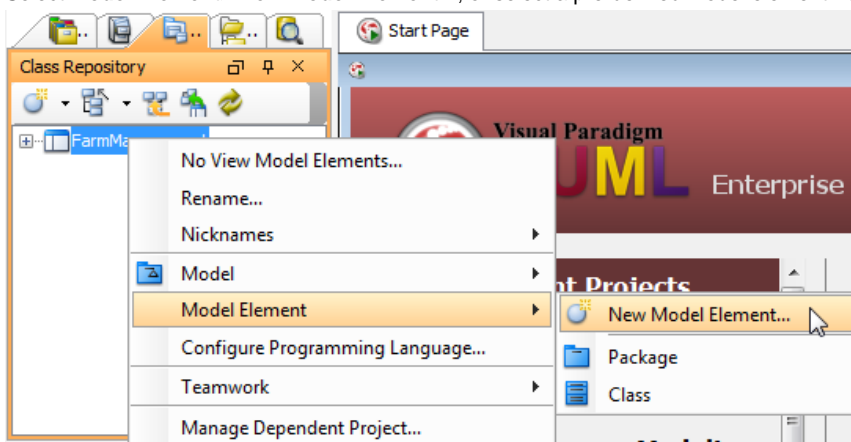 Start Page
Class Repository
Visual Paradigm
UML Enterprise
No View Model Elements...
Rename...
Nicknames
Model
nt Projects
Model Element
New Model Element...
Configure Programming Language...
Package
Teamwork
Class
Manage Dependent Project...